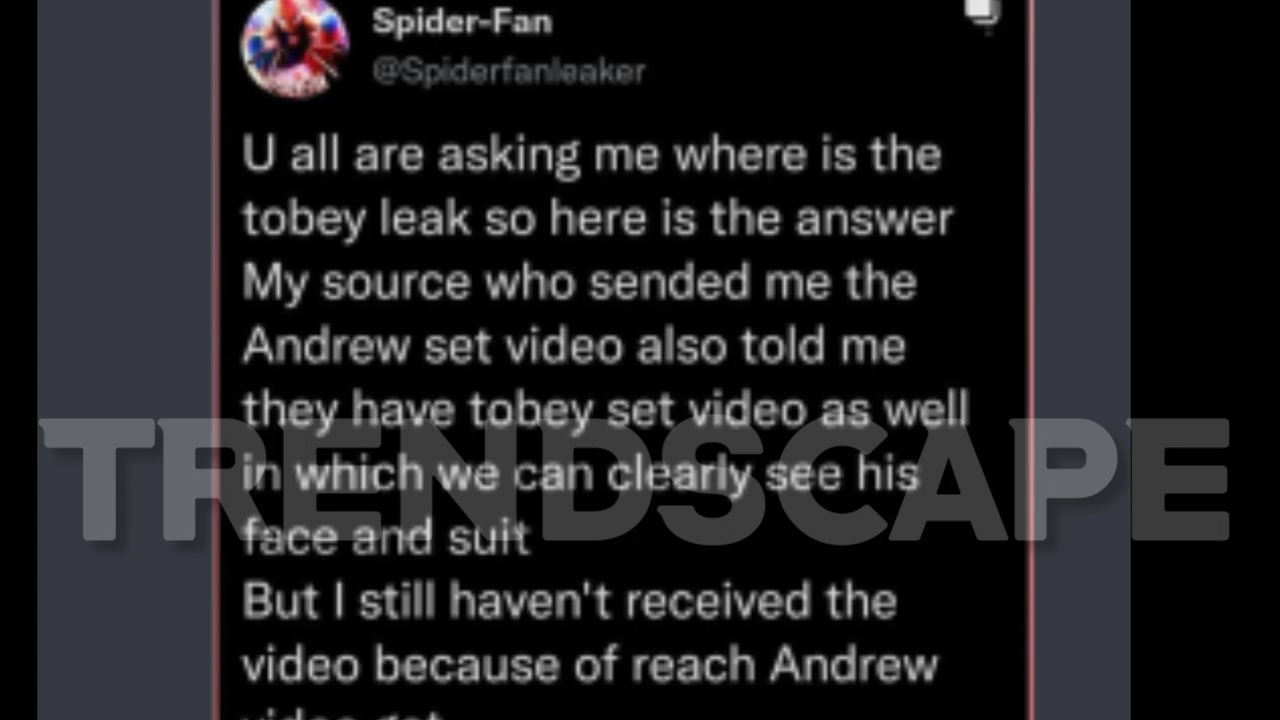 Spider-Fan
@Spiderfanleaker
U all are asking me where is the
tobey leak so here is the answer
My source who sended me the
Andrew set video also told me
they have tobey set video as well
in which we can clearly see his
face and suit
But I still haven't received the
video because of reach Andrew
video got
TRENDSCAPE